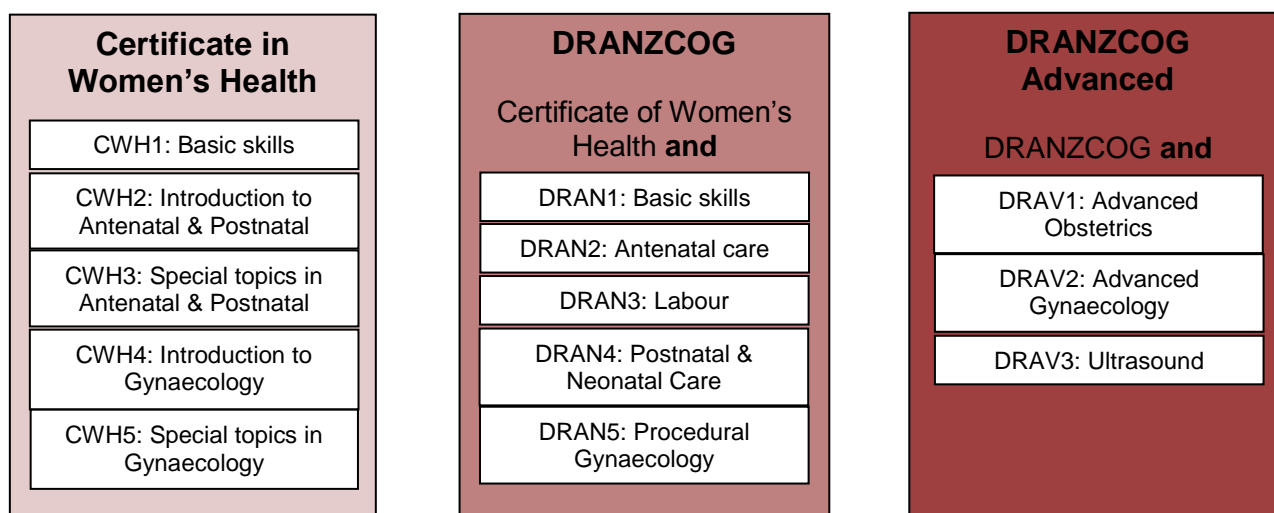 Certificate in
Women’s Health
CWH1: Basic skills
CWH2: Introduction to
Antenatal & Postnatal
CWH3: Special topics in
Antenatal & Postnatal
CWH4: Introduction to
Gynaecology
CWH5: Special topics in
Gynaecology
DRANZCOG
Certificate of Women’s
Health and
DRAN1: Basic skills
DRAN2: Antenatal care
DRAN3: Labour
DRAN4: Postnatal &
Neonatal Care
DRAN5: Procedural
Gynaecology
DRANZCOG
Advanced
DRANZCOG and
DRAV1: Advanced
Obstetrics
DRAV2: Advanced
Gynaecology
DRAV3: Ultrasound